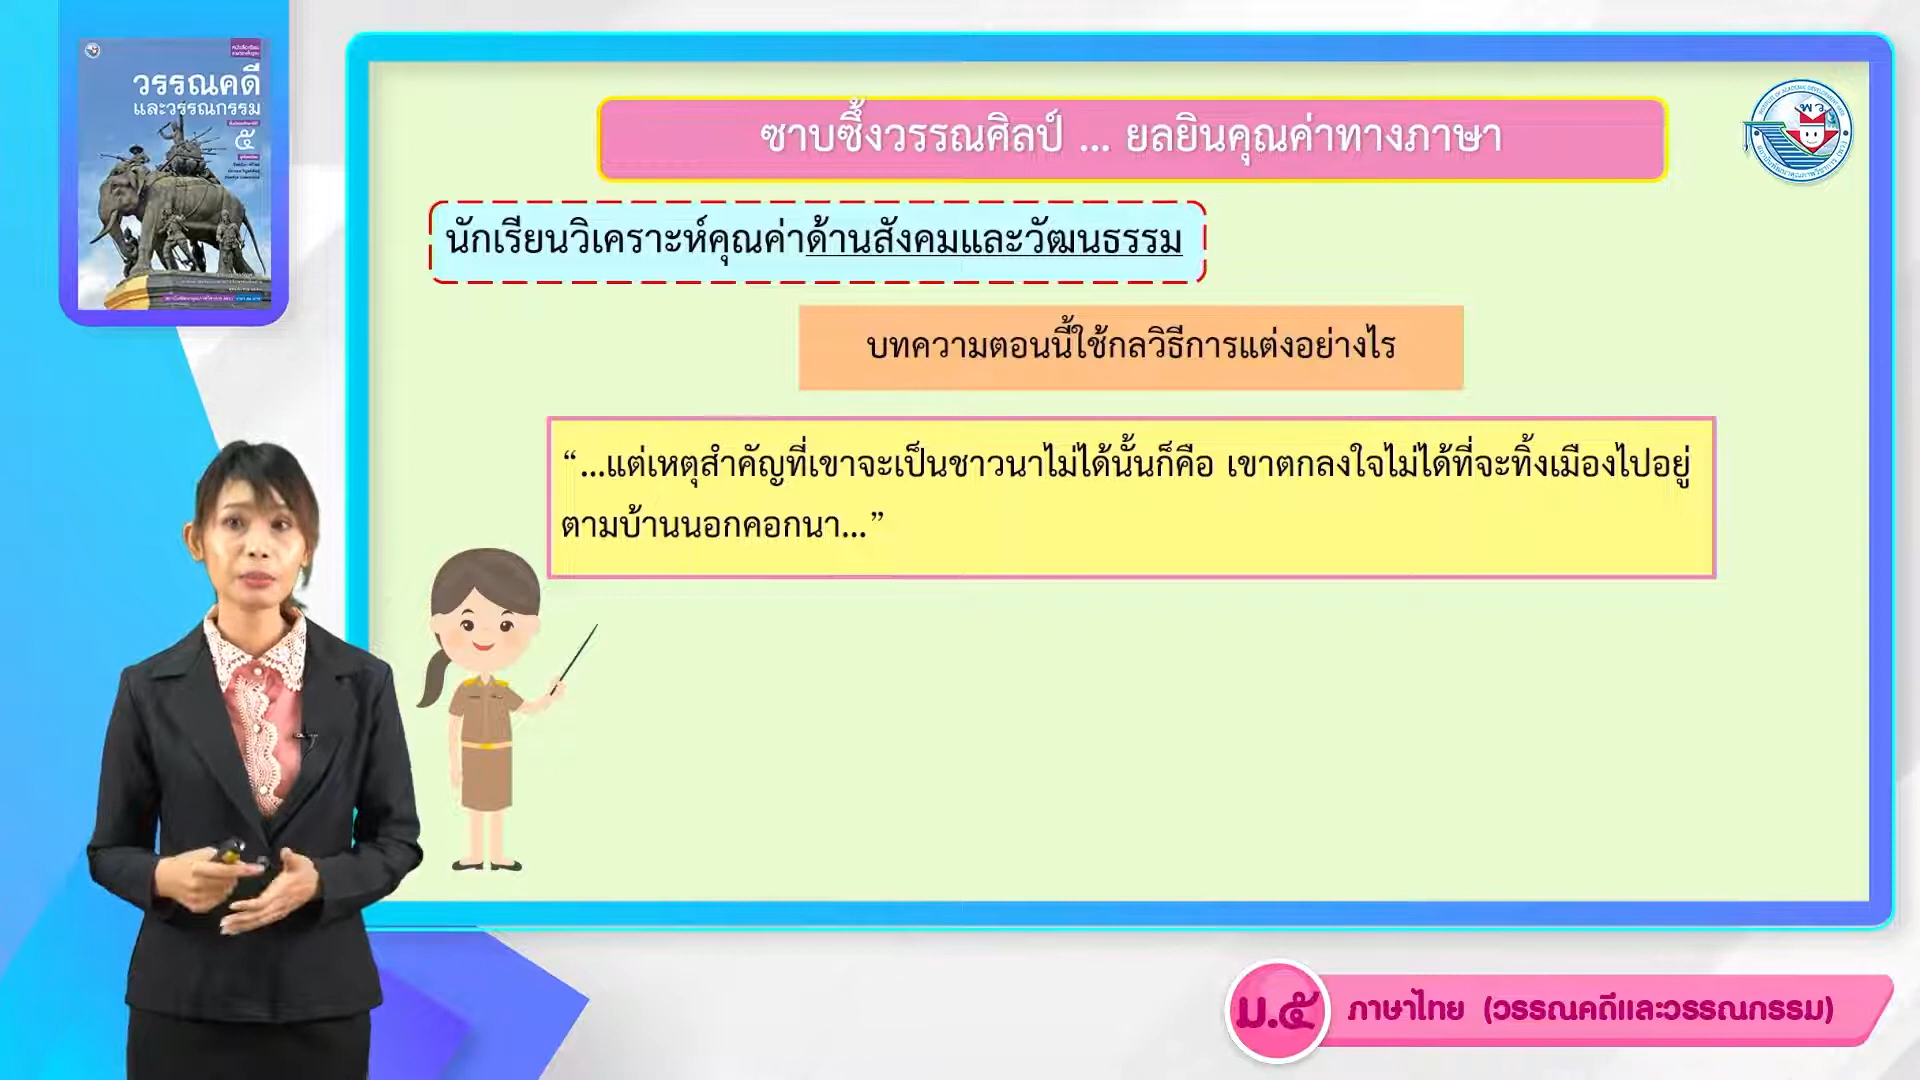 วรรณคดี
และวรรณกรรม
๕
ซาบซึ้งวรรณศิลป์ ... ยลยินคุณค่าทางภาษา
นักเรียนวิเคราะห์คุณค่าด้านสังคมและวัฒนธรรม
บทความตอนนี้ใช้กลวิธีการแต่งอย่างไร
“...แต่เหตุสำคัญที่เขาจะเป็นชาวนาไม่ได้นั้นก็คือ เขาตกลงใจไม่ได้ที่จะทิ้งเมืองไปอยู่
ตามบ้านนอกคอกนา...”
พว
ม.๕ ภาษาไทย (วรรณคดีและวรรณกรรม)